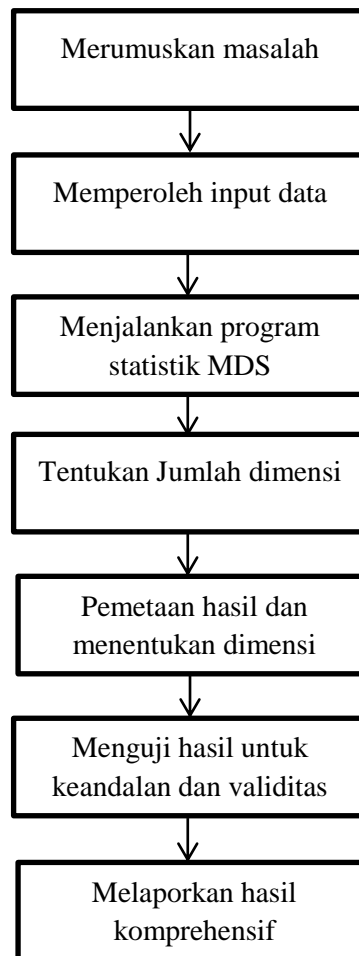 Merumuskan masalah
Memperoleh input data
Menjalankan program
statistik MDS
Tentukan Jumlah dimensi
Pemetaan hasil dan
menentukan dimensi
Menguji hasil untuk
keandalan dan validitas
Melaporkan hasil
komprehensif